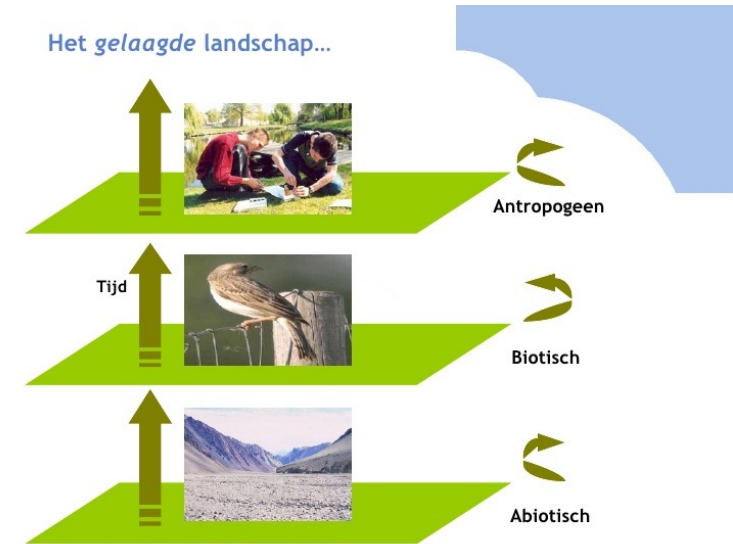 Het gelaagde landschap…
Antropogeen
Tijd
Biotisch
Abiotisch